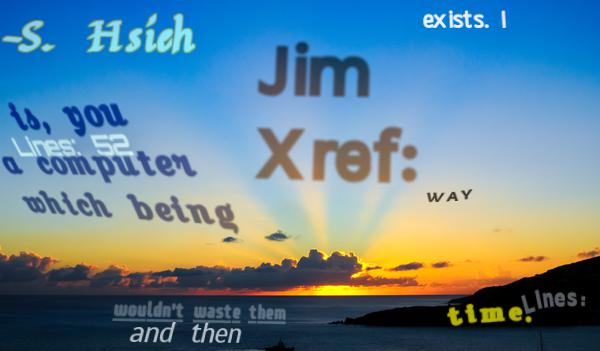 exists. I
-S. Hsieh
Jim
Xref:
is, you
a computer
Lines: 52
which being
WAY
wouldn't waste them
and then
time.
Lines: